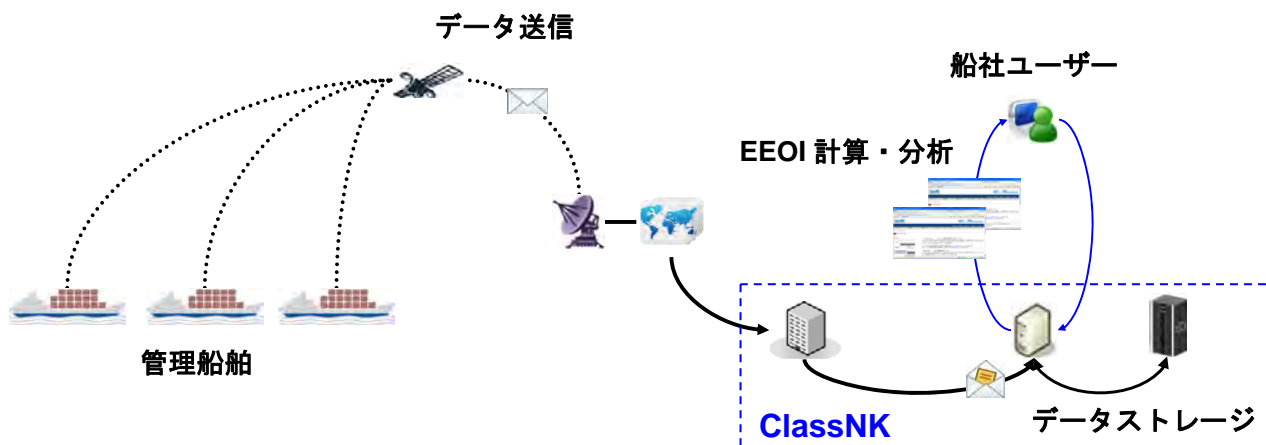 データ送信
船社ユーザー
EEOI 計算・分析
管理船舶
ClassNK
データストレージ